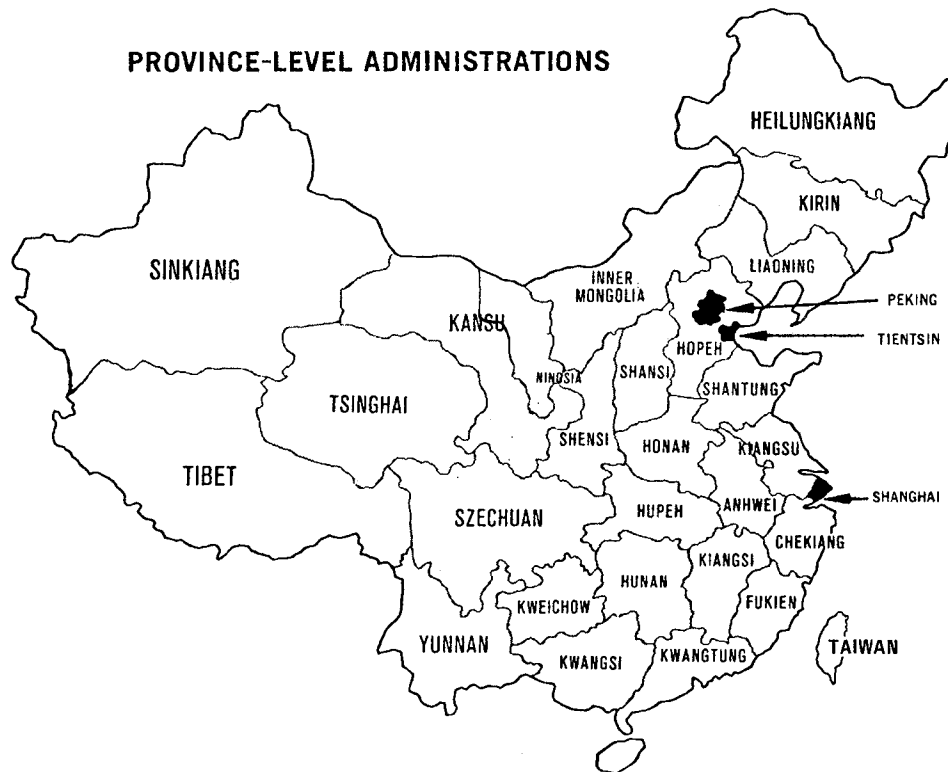 PROVINCE-LEVEL ADMINISTRATIONS
HEILUNGKIANG
KIRIN
SINKIANG
LIAONING
INNER
MONGOLIA
PEKING
KANSU
TIENTSIN
HOPEH
SHANSI
NINGSIA
SHANTUNG
TSINGHAI
SHENSI
HONAN
KIANGSU
TIBET
SHANGHAI
SZECHUAN
HUPEH
ANHWEI
CHEKIANG
KIANGSI
HUNAN
KWEICHOW
FUKIEN
YUNNAN
TAIWAN
KWANGSI
KWANGTUNG